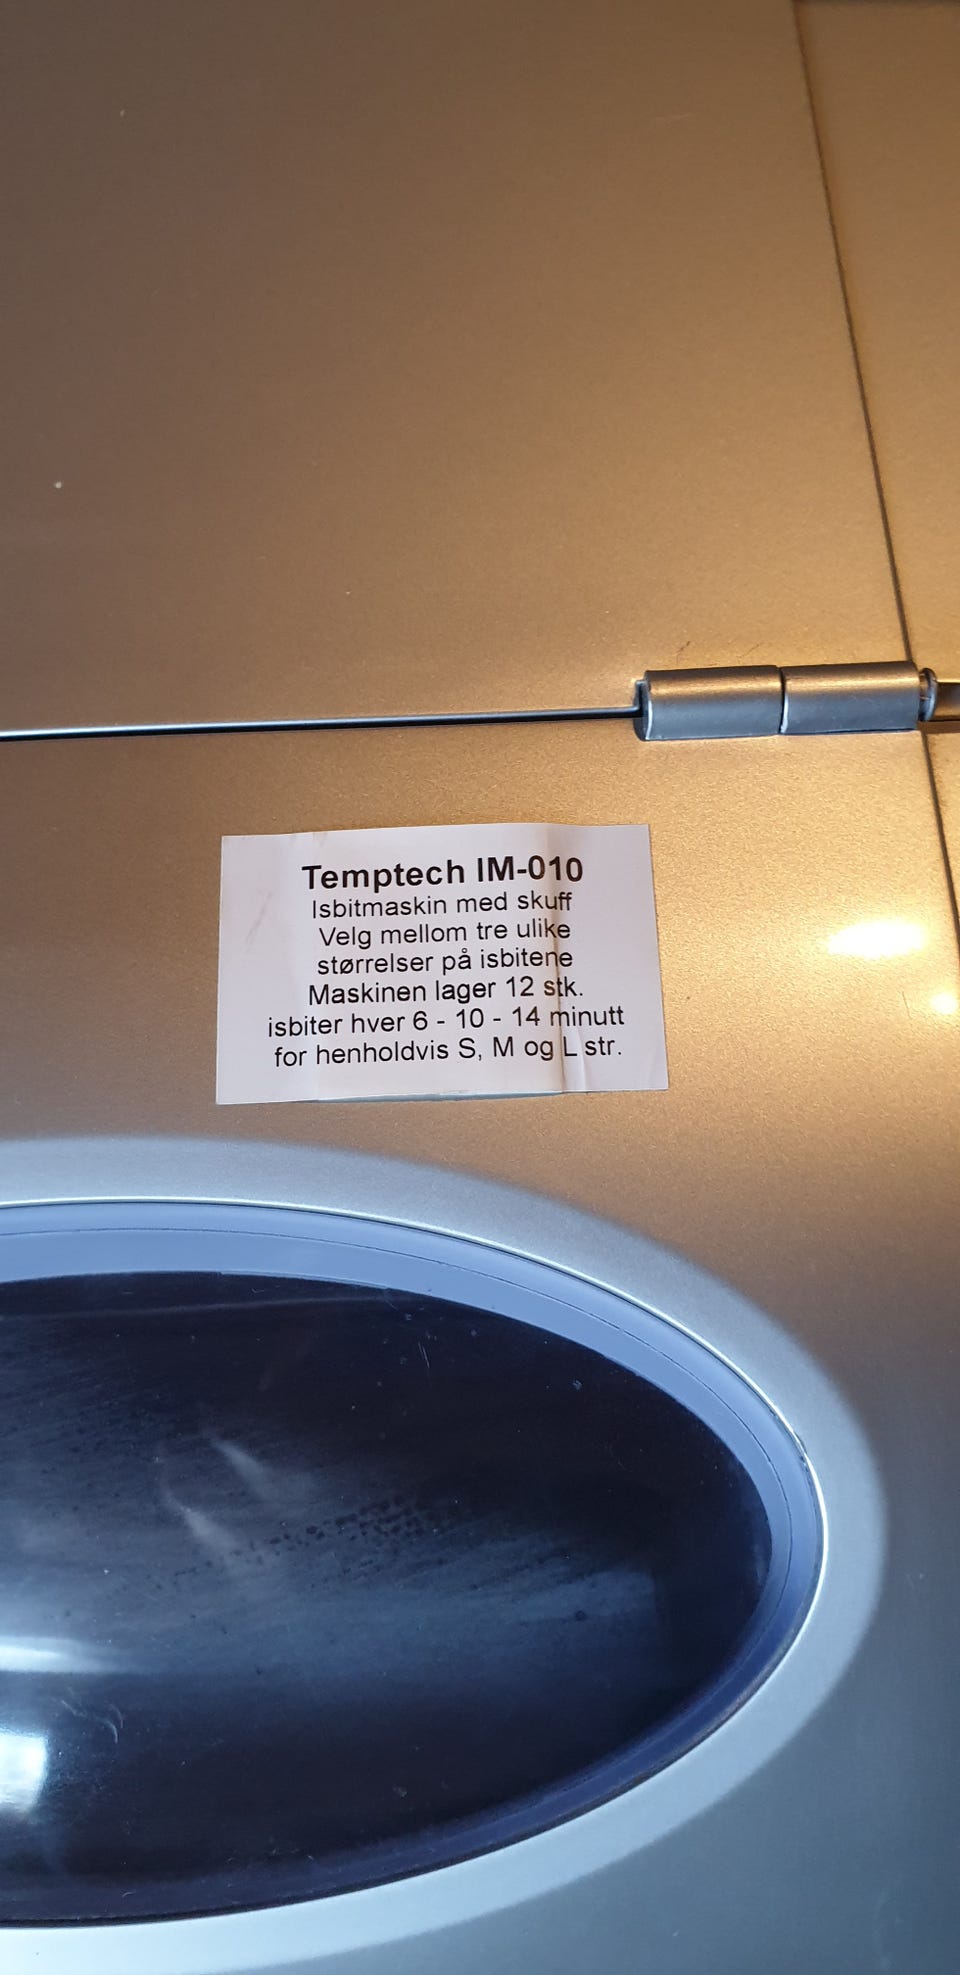 Temptech IM-010
Isbitmaskin med skuff
Velg mellom tre ulike
størrelser på isbitene
Maskinen lager 12 stk.
isbiter hver 6 - 10 - 14 minutt
for henholdvis S, M og L str.